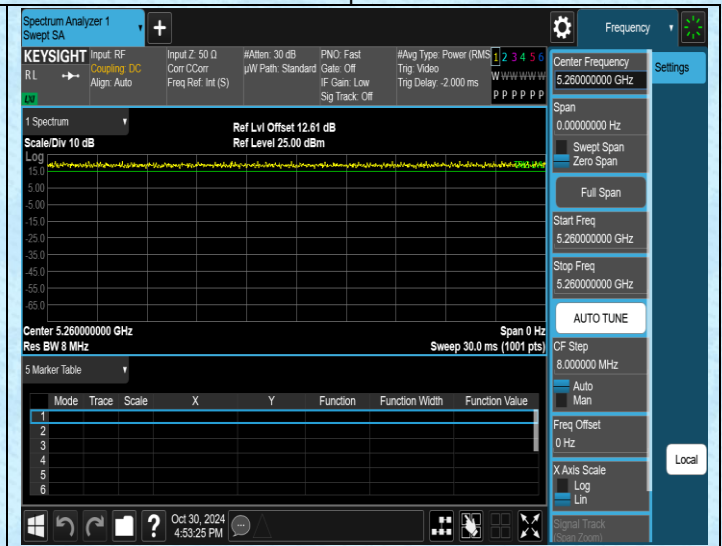 Spectrum Analyzer 1
Swept SA
Frequency
KEYSIGHT
RL
Input: RF
Coupling: DC
Align: Auto
Input Z: 50 Ω
Corr CCorr
Freq Ref: Int (S)
#Atten: 30 dB
µW Path: Standard
PNO: Fast
Gate: Off
IF Gain: Low
Sig Track: Off
#Avg Type: Power (RMS
Trig: Video
Trig Delay: -2.000 ms
1 2 3 4 5 6
W W W W W W
P P P P P P
Settings
1 Spectrum
Scale/Div 10 dB
Ref Lvl Offset 12.61 dB
Ref Level 25.00 dBm
Log
15.0
5.00
-5.00
-15.0
-25.0
-35.0
-45.0
-55.0
-65.0
Center 5.260000000 GHz
Res BW 8 MHz
Span 0 Hz
Sweep 30.0 ms (1001 pts)
5 Marker Table
Mode Trace Scale X Y Function Function Width Function Value
1
2
3
4
5
6
Oct 30, 2024
4:53:25 PM
Center Frequency
5.260000000 GHz
Span
0.00000000 Hz
Swept Span
Zero Span
Full Span
Start Freq
5.260000000 GHz
Stop Freq
5.260000000 GHz
AUTO TUNE
CF Step
8.000000 MHz
Auto
Man
Freq Offset
0 Hz
X Axis Scale
Log
Lin
Signal Track
(Span Zoom)
Local